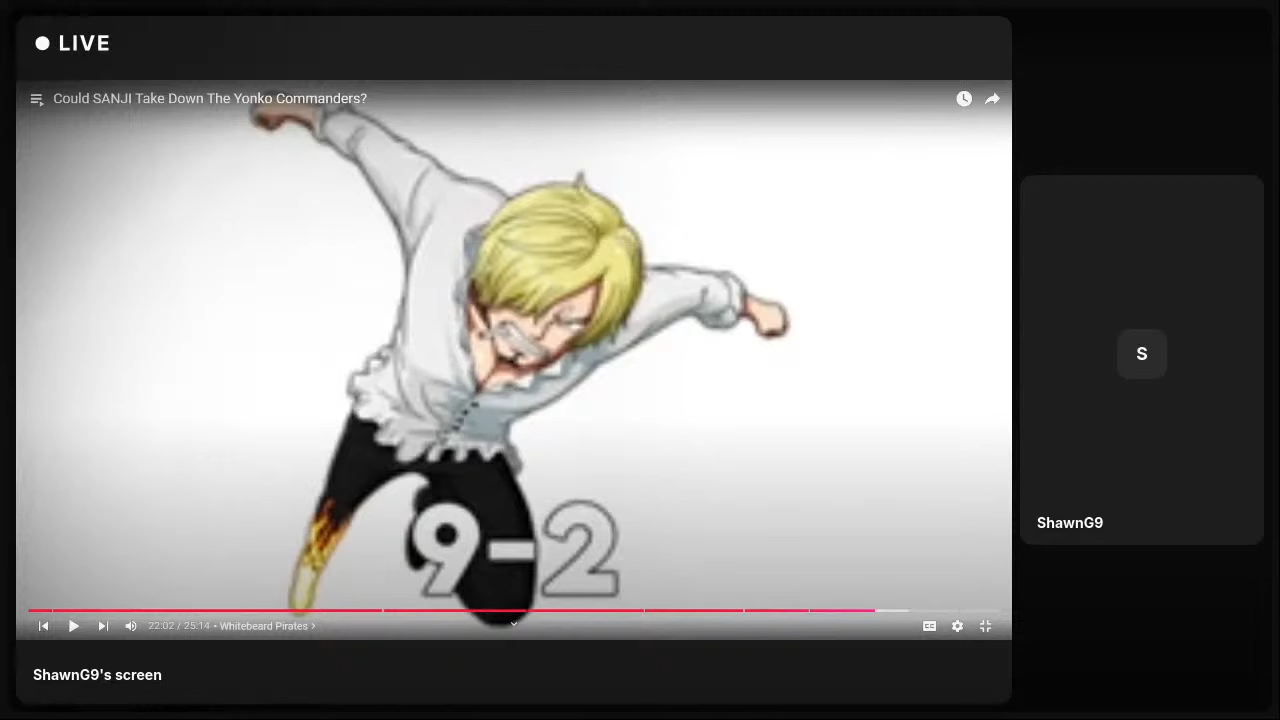 LIVE
Could SANJI Take Down The Yonko Commanders?
9-2
22:02 / 25:14 • Whitebeard Pirates ›
CC
S
ShawnG9
ShawnG9's screen